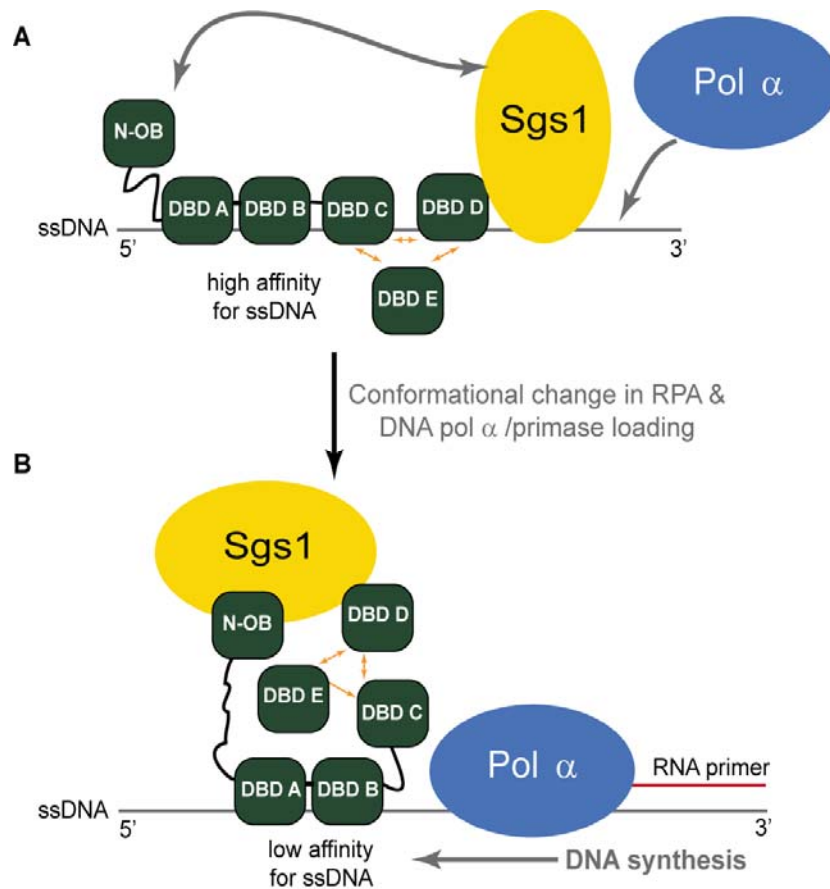 A
Sgs1
Pol α
N-OB
DBD A
DBD B
DBD C
DBD D
ssDNA
5'
3'
high affinity
for ssDNA
DBD E
Conformational change in RPA &
DNA pol α /primase loading
B
Sgs1
N-OB
DBD D
DBD E
DBD C
Pol α
RNA primer
DBD A
DBD B
ssDNA
5'
3'
low affinity
for ssDNA
DNA synthesis